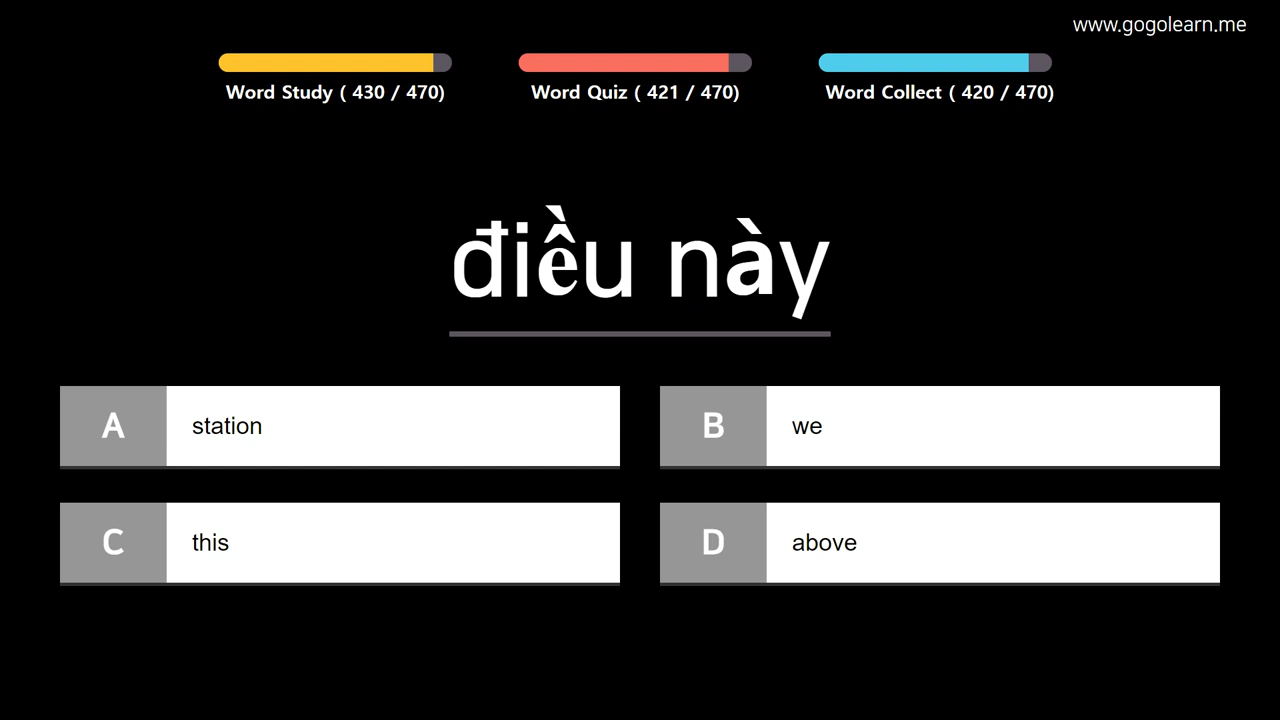 www.gogolearn.me
Word Study ( 430 / 470)
Word Quiz ( 421 / 470)
Word Collect ( 420 / 470)
điều này
A station
B we
C this
D above